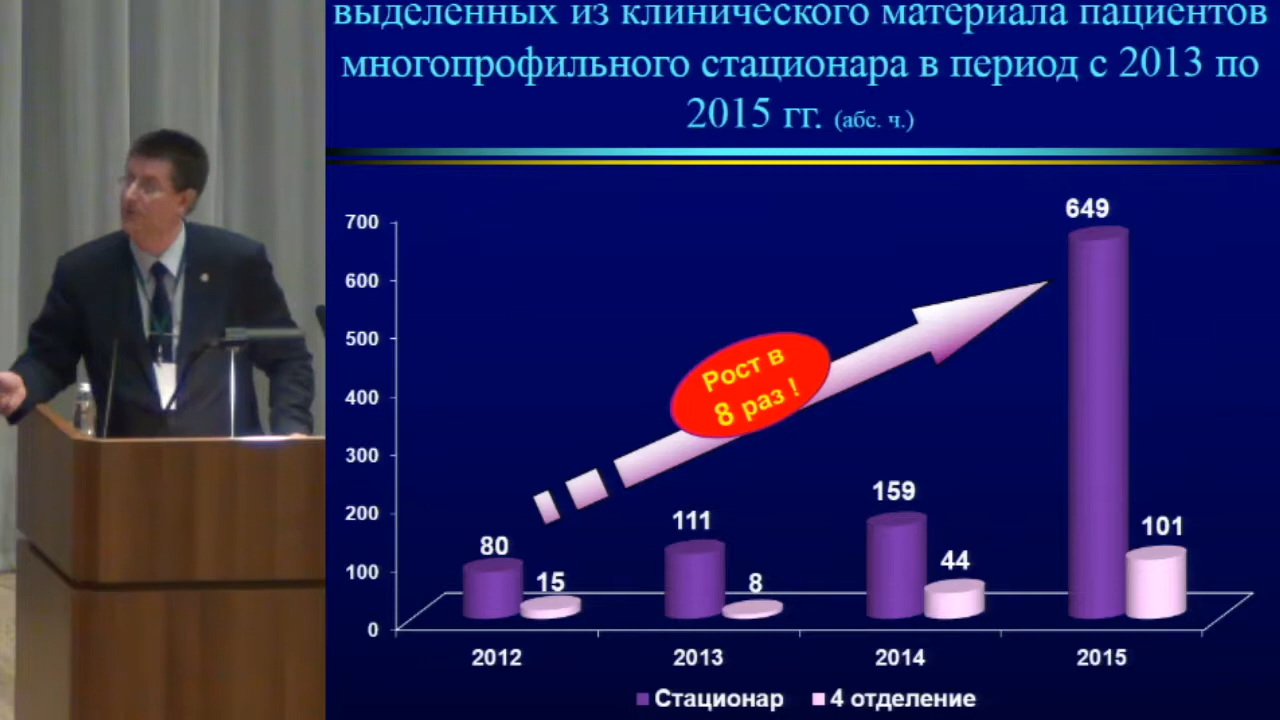 выделенных из клинического материала пациентов
многопрофильного стационара в период с 2013 по
2015 гг. (абс. ч.)
700
600
500
400
300
200
100
0
649
Рост в
8 раз !
80
15
111
8
159
44
101
2012
2013
2014
2015
Стационар
4 отделение